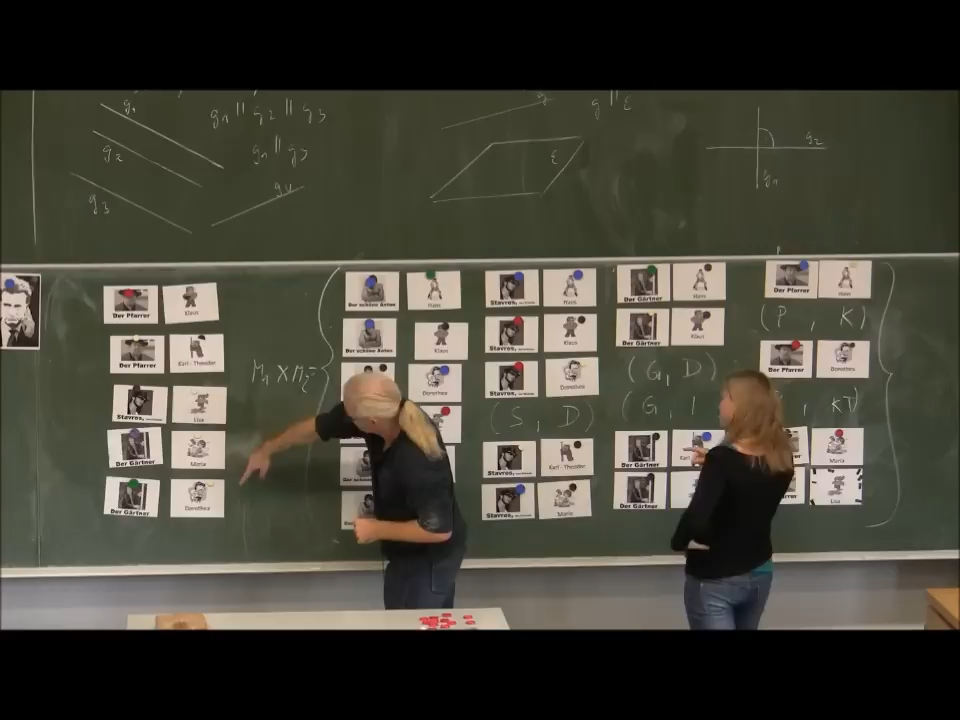 g₁
g₁ || g₂ || g₃
g₂
g₁ || g₃
g₃
g₄
g || ε
ε
g₂
g₁
Der Pfarrer
Klaus
Der Pfarrer
Karl - Theodor
Stavros,
Lisa
Der Gärtner
Maria
Der Gärtner
Dorothea
M₁ X M₂ =
Der schöne Anton
Hans
Stavros,
Hans
Der Gärtner
Hans
Der Pfarrer
Hans
Der schöne Anton
Klaus
Stavros,
Klaus
Der Gärtner
Klaus
(P , K)
Dorothea
Stavros,
Dorothea
(G, D)
Der Pfarrer
Dorothea
(S , D)
(G,
, KT)
Stavros,
Karl - Theodor
Der Gärtner
Karl
Maria
Stavros,
Maria
Der Gärtner
Lisa